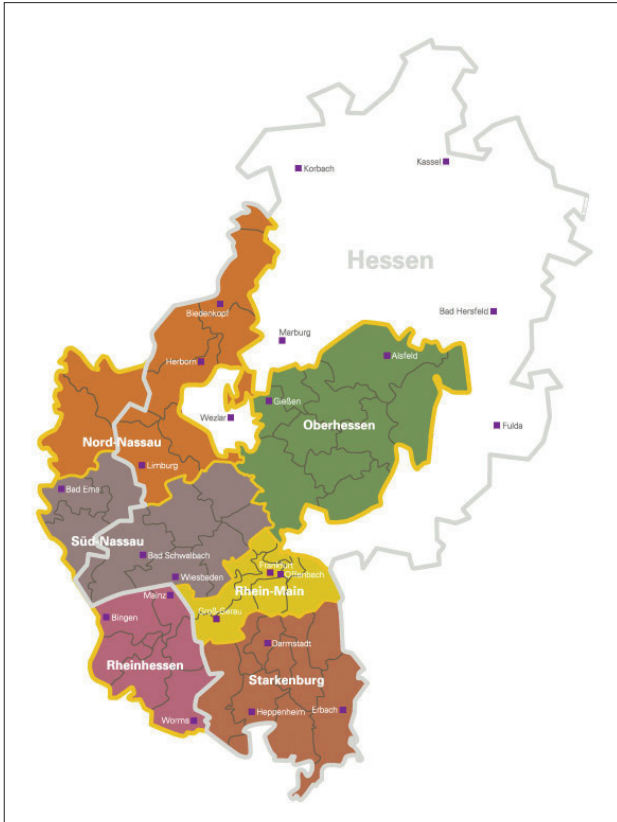 Kassel
Korbach
Hessen
Biedenkopf
Bad Hersfeld
Marburg
Alsfeld
Herborn
Gießen
Wezlar
Oberhessen
Fulda
Nord-Nassau
Limburg
Bad Ems
Süd-Nassau
Bad Schwalbach
Frankfurt
Offenbach
Wiesbaden
Rhein-Main
Mainz
Groß-Gerau
Bingen
Darmstadt
Rheinhessen
Starkenburg
Erbach
Heppenheim
Worms